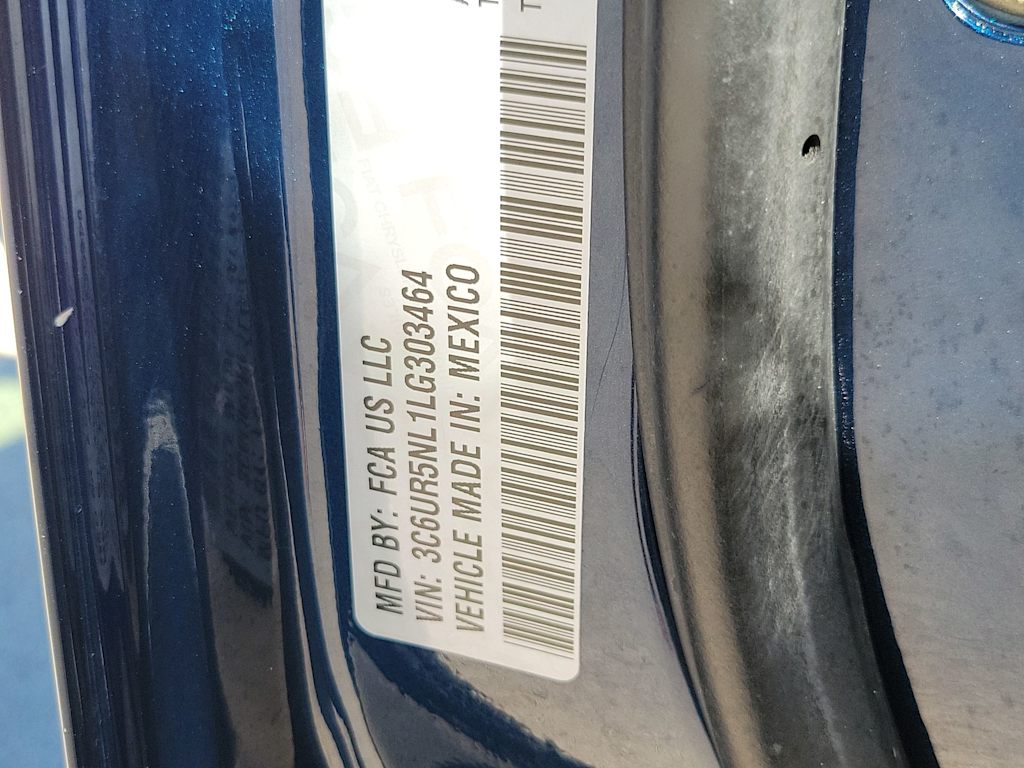 MFD BY: FCA US LLC
VIN: 3C6UR5NL1LG303464
VEHICLE MADE IN: MEXICO